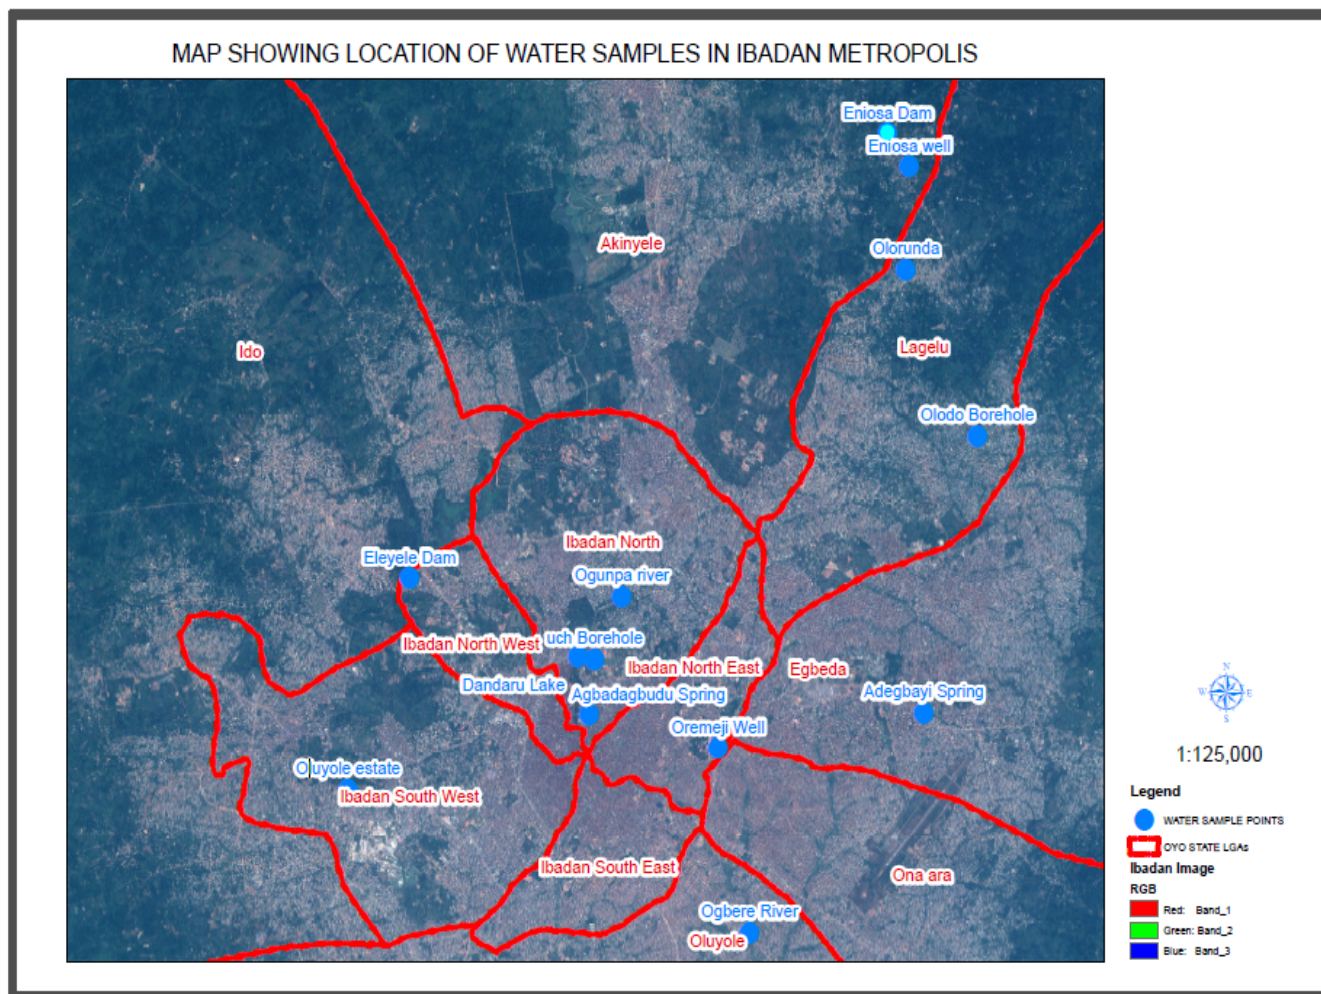 MAP SHOWING LOCATION OF WATER SAMPLES IN IBADAN METROPOLIS
Eniosa Dam
Eniosa well
Akinyele
Olorunda
Ido
Lagelu
Olodo Borehole
Ibadan North
Eleyele Dam
Ogunpa river
Ibadan North West
uch Borehole
Ibadan North East
Egbeda
Dandaru Lake
Agbadagbudu Spring
Adegbayi Spring
Oremeji Well
Oluyole estate
Ibadan South West
Ibadan South East
Ona ara
Ogbere River
Oluyole
N
W E
S
1:125,000
Legend
WATER SAMPLE POINTS
OYO STATE LGAs
Ibadan Image
RGB
Red: Band_1
Green: Band_2
Blue: Band_3